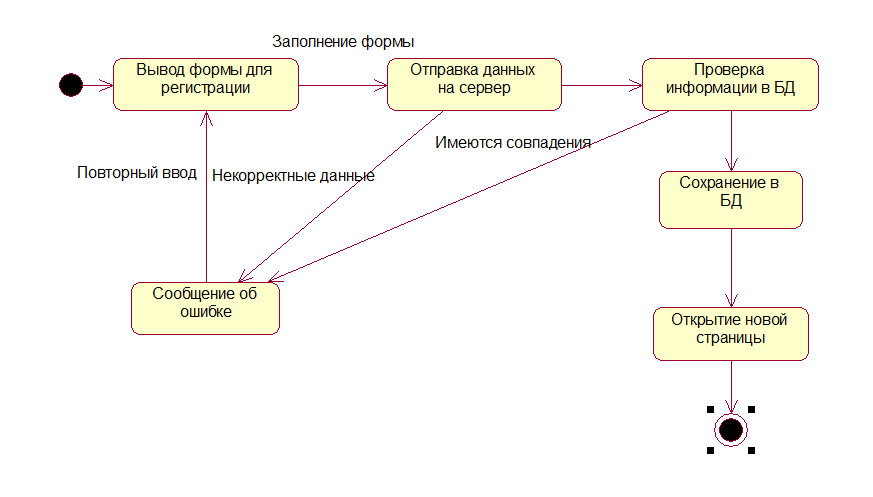 Заполнение формы
Вывод формы для
регистрации
Отправка данных
на сервер
Проверка
информации в БД
Имеются совпадения
Повторный ввод
Некорректные данные
Сохранение в
БД
Сообщение об
ошибке
Открытие новой
страницы